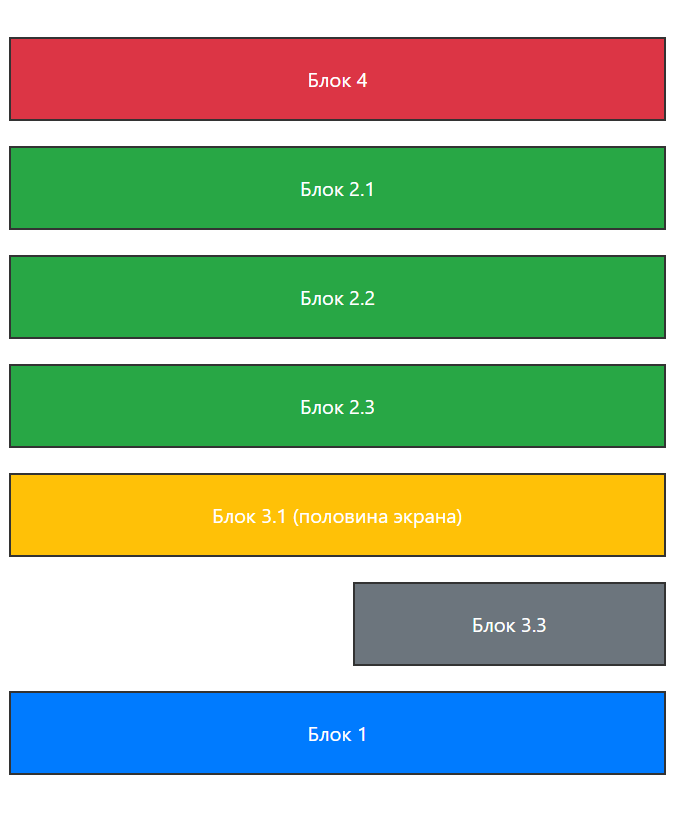 Блок 4
Блок 2.1
Блок 2.2
Блок 2.3
Блок 3.1 (половина экрана)
Блок 3.3
Блок 1